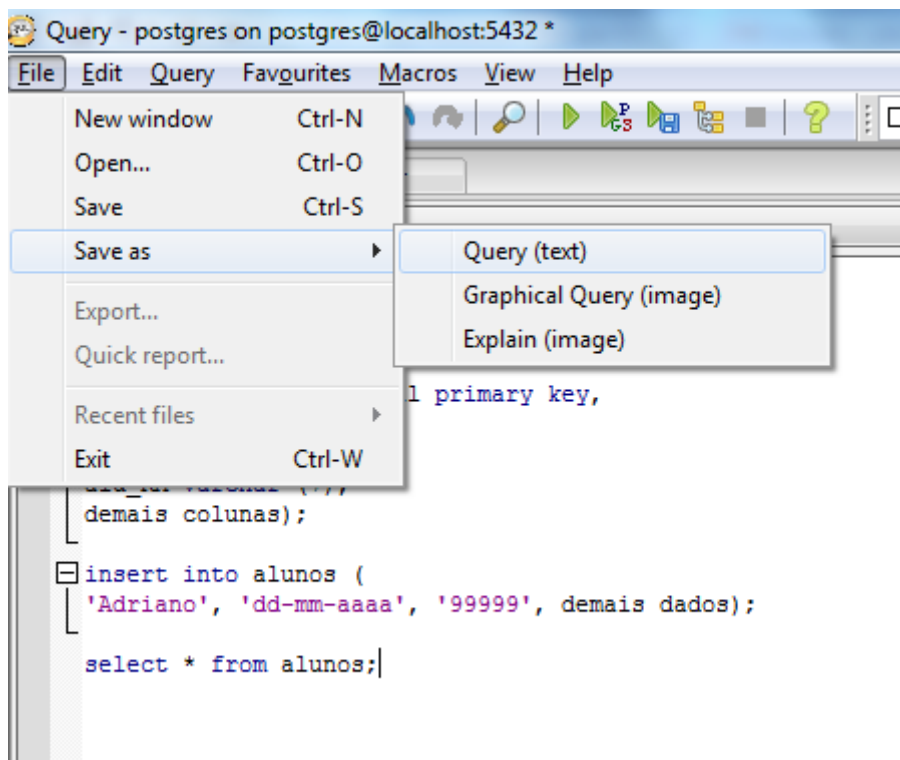 Query - postgres on postgres@localhost:5432 *
File Edit Query Favourites Macros View Help
New window Ctrl-N
Open... Ctrl-O
Save Ctrl-S
Save as
Query (text)
Graphical Query (image)
Explain (image)
Export...
Quick report...
Recent files
Exit Ctrl-W
primary key,
demais colunas);
insert into alunos (
'Adriano', 'dd-mm-aaaa', '99999', demais dados);
select * from alunos;